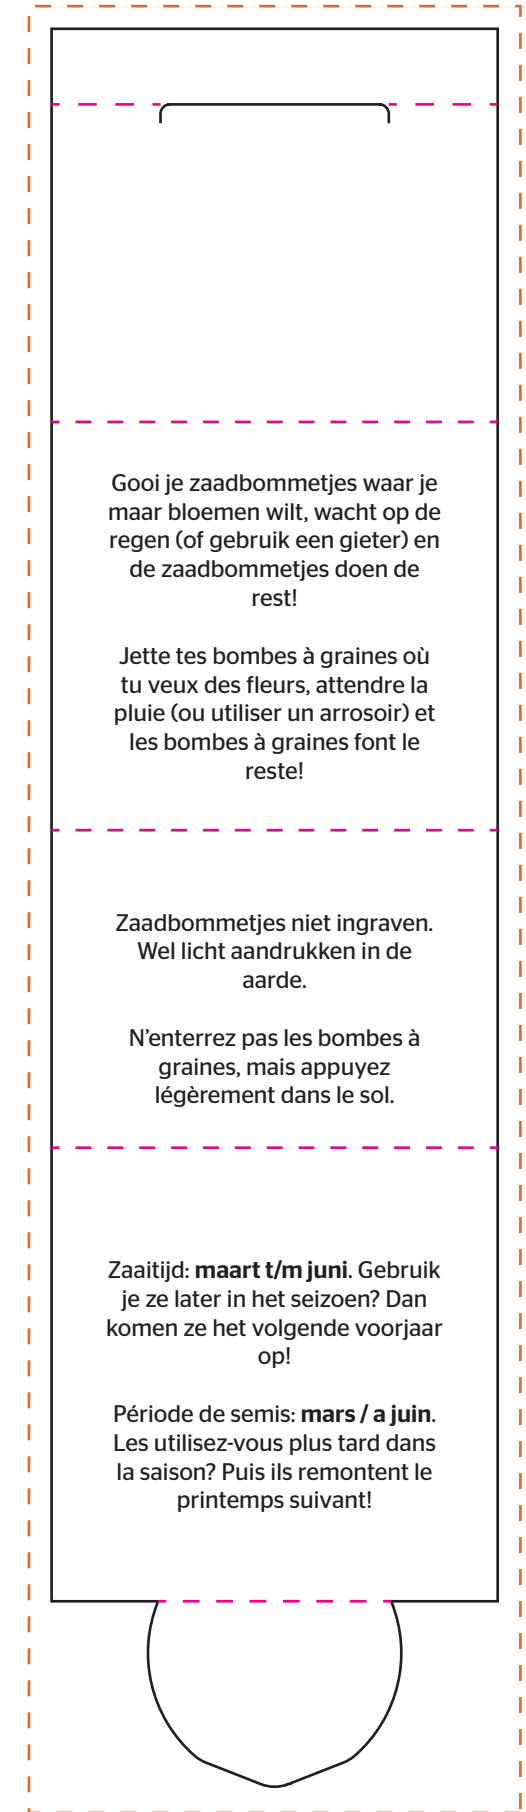 Gooi je zaadbommetjes waar je
maar bloemen wilt, wacht op de
regen (of gebruik een gieter) en
de zaadbommetjes doen de
rest!
Jette tes bombes à graines où
tu veux des fleurs, attendre la
pluie (ou utiliser un arrosoir) et
les bombes à graines font le
reste!
Zaadbommetjes niet ingraven.
Wel licht aandrukken in de
aarde.
N’enterrez pas les bombes à
graines, mais appuyez
légèrement dans le sol.
Zaaitijd: maart t/m juni. Gebruik
je ze later in het seizoen? Dan
komen ze het volgende voorjaar
op!
Période de semis: mars / a juin.
Les utilisez-vous plus tard dans
la saison? Puis ils remontent le
printemps suivant!